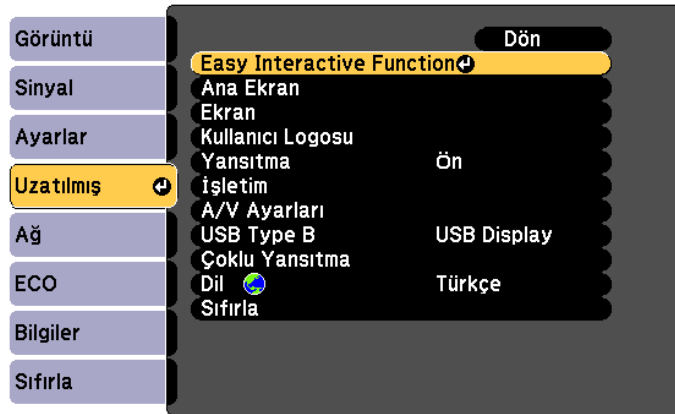 Görüntü
Sinyal
Ayarlar
Uzatılmış
Ağ
ECO
Bilgiler
Sıfırla
Dön
Easy Interactive Function
Ana Ekran
Ekran
Kullanıcı Logosu
Yansıtma Ön
İşletim
A/V Ayarları
USB Type B USB Display
Çoklu Yansıtma
Dil Türkçe
Sıfırla